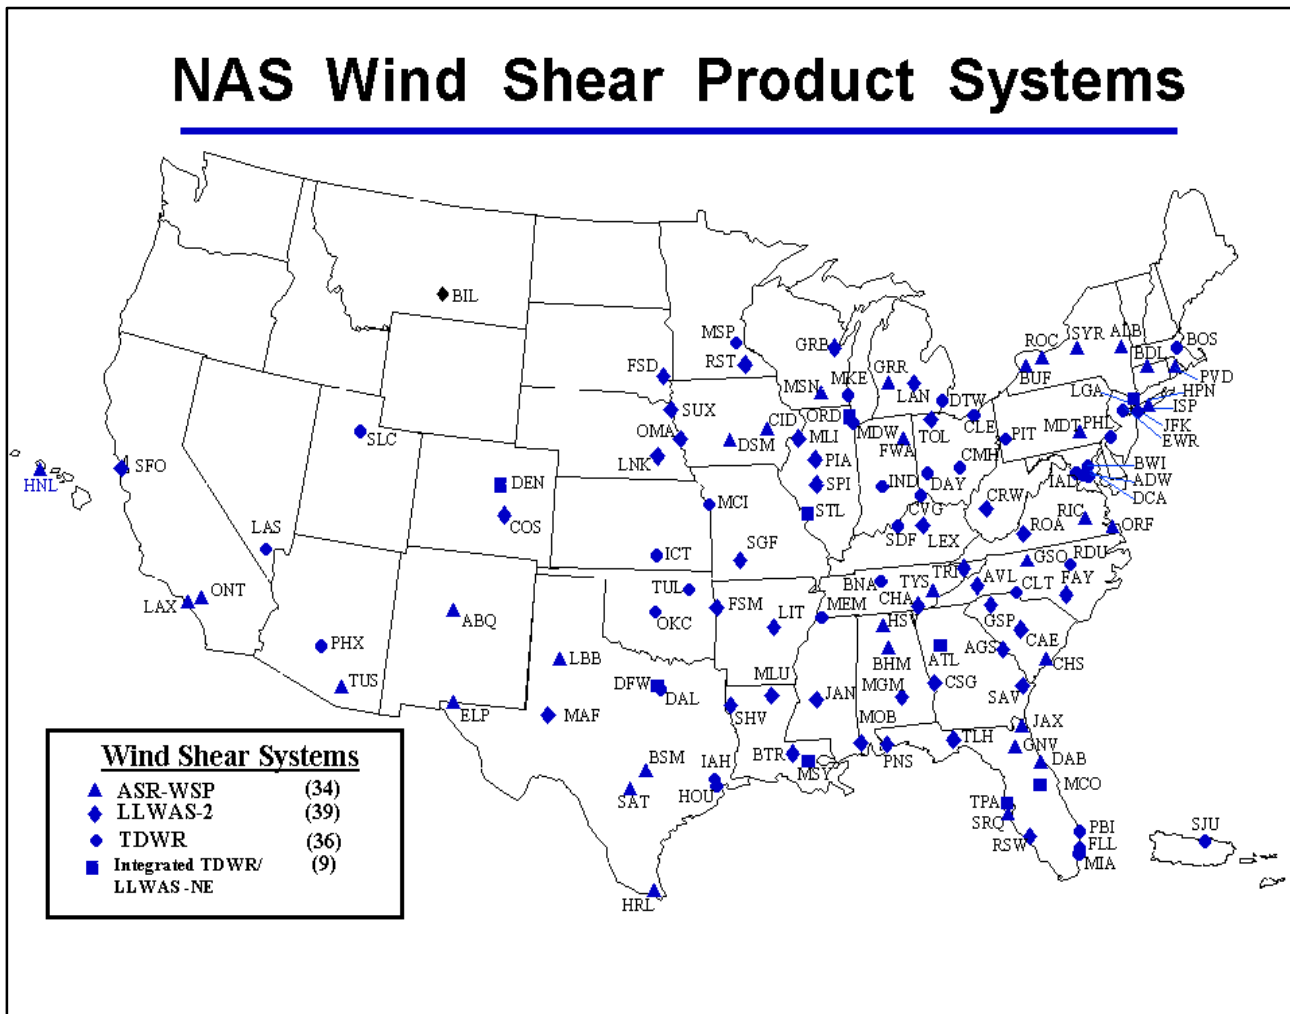 NAS Wind Shear Product Systems
BIL
MSP
RST
GRB
FSD
SUX
OMA
LNK
MSN
MKE
GRR
LAN
DTW
CLE
ROC
SYR
ALB
BUF
BDL
BOS
PVD
LGA
HPN
ISP
JFK
EWR
MDT
PHL
PIT
BWI
ADW
DCA
IAD
ORD
MDW
CID
DSM
MLI
PIA
SPI
STL
FWA
TOL
CMH
IND
DAY
CVG
SDF
LEX
CRW
RIC
ORF
ROA
SLC
SFO
HNL
DEN
COS
MCI
LAS
ICT
SGF
TUL
OKC
FSM
LIT
BNA
TYS
TRI
GSO
RDU
AVL
CLT
FAY
MEM
CHA
HSV
GSP
CAE
ONT
LAX
ABQ
PHX
TUS
ELP
LBB
DFW
DAL
MAF
MLU
SHV
JAN
BHM
ATL
AGS
CHS
MGM
CSG
SAV
MOB
PNS
TLH
JAX
GNV
DAB
MCO
BTR
MSY
BSM
SAT
IAH
HOU
HRL
TPA
SRQ
RSW
PBI
FLL
MIA
SJU
Wind Shear Systems
ASR-WSP (34)
LLWAS-2 (39)
TDWR (36)
Integrated TDWR/ (9)
LLWAS -NE